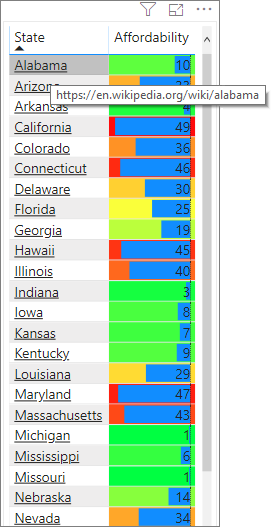 State Affordability
Alabama 10
Arizona
https://en.wikipedia.org/wiki/alabama
Arkansas
California 49
Colorado 36
Connecticut 46
Delaware 30
Florida 25
Georgia 19
Hawaii 45
Illinois 40
Indiana 3
Iowa 8
Kansas 7
Kentucky 9
Louisiana 29
Maryland 47
Massachusetts 43
Michigan 1
Mississippi 6
Missouri 1
Nebraska 14
Nevada 34